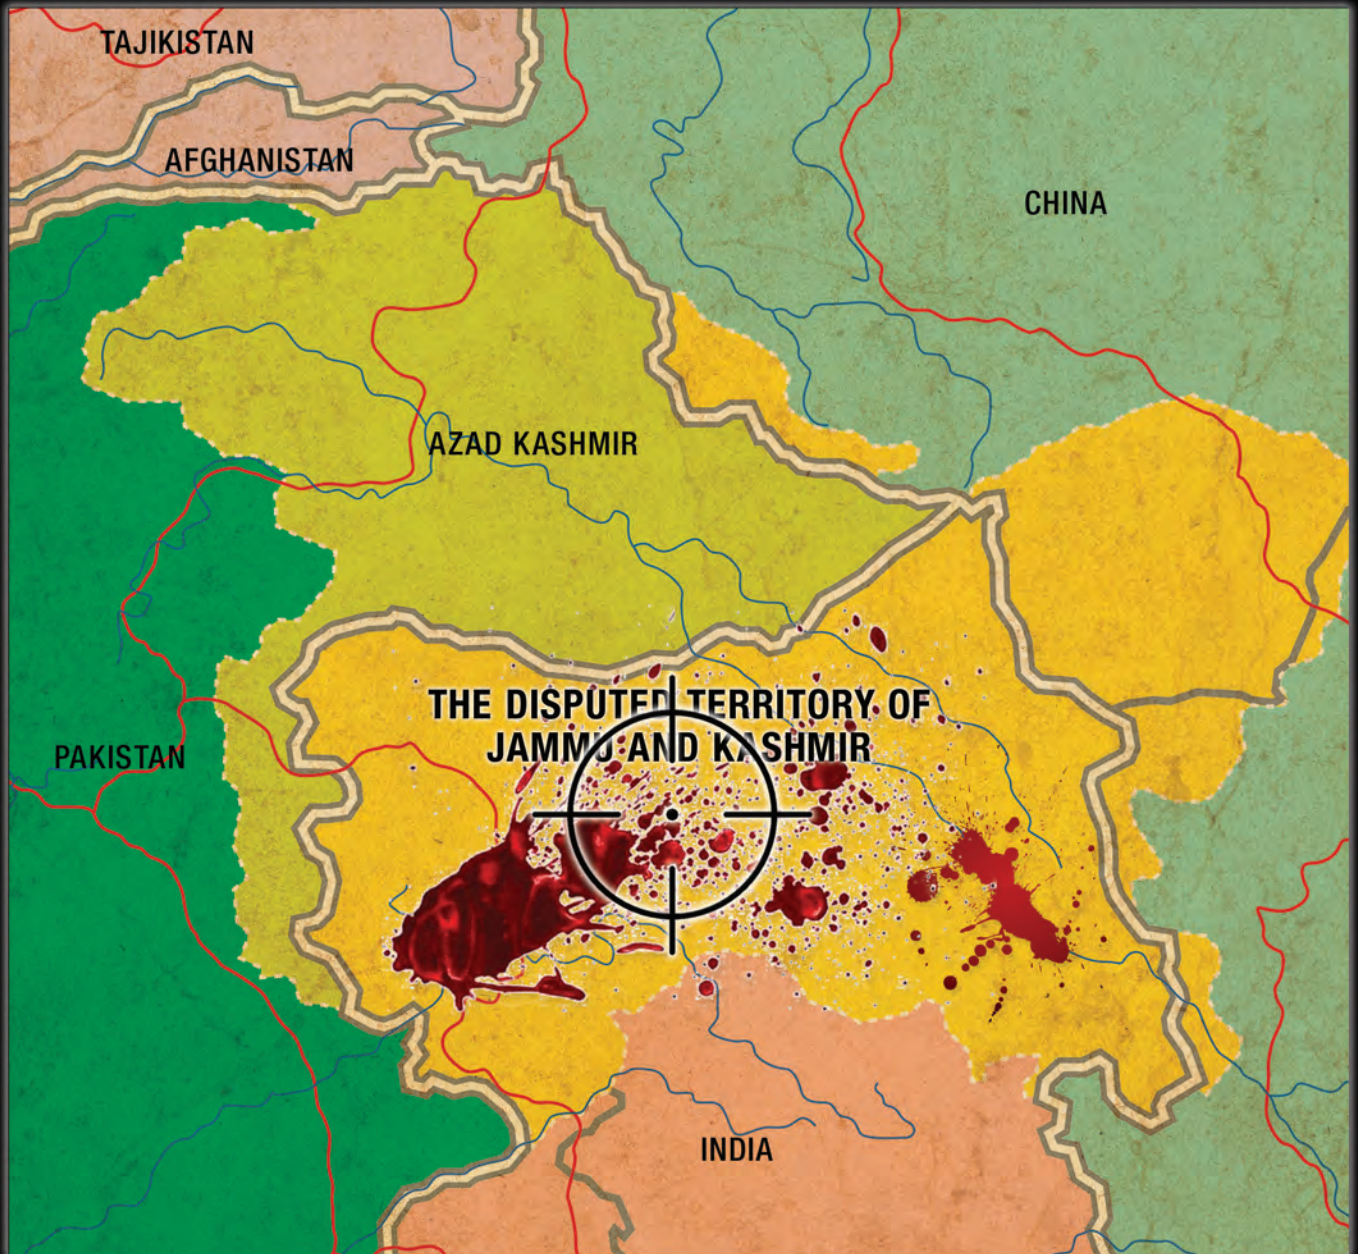 TAJIKISTAN
AFGHANISTAN
CHINA
AZAD KASHMIR
THE DISPUTED TERRITORY OF
JAMMU AND KASHMIR
PAKISTAN
INDIA